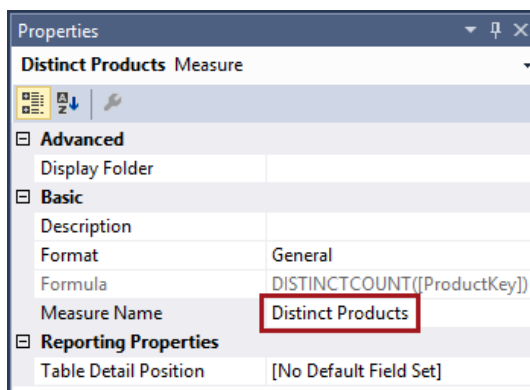 Properties
Distinct Products Measure
Advanced
Display Folder
Basic
Description
Format General
Formula DISTINCTCOUNT([ProductKey])
Measure Name Distinct Products
Reporting Properties
Table Detail Position [No Default Field Set]